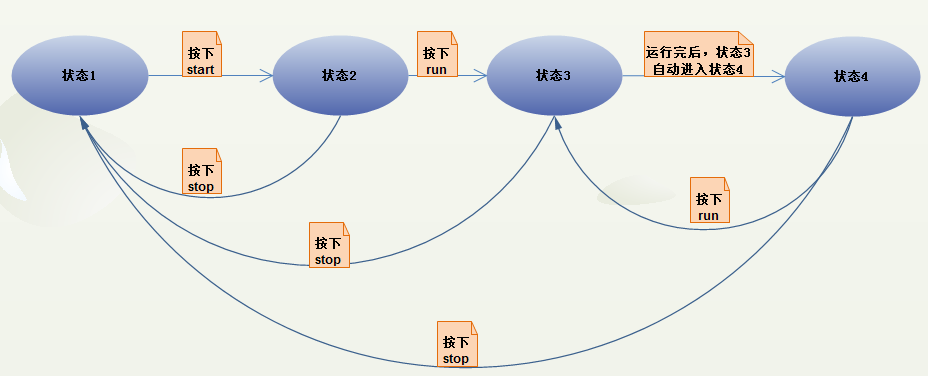 状态1
按下
start
状态2
按下
run
状态3
运行完后，状态3
自动进入状态4
状态4
按下
stop
按下
run
按下
stop
按下
stop